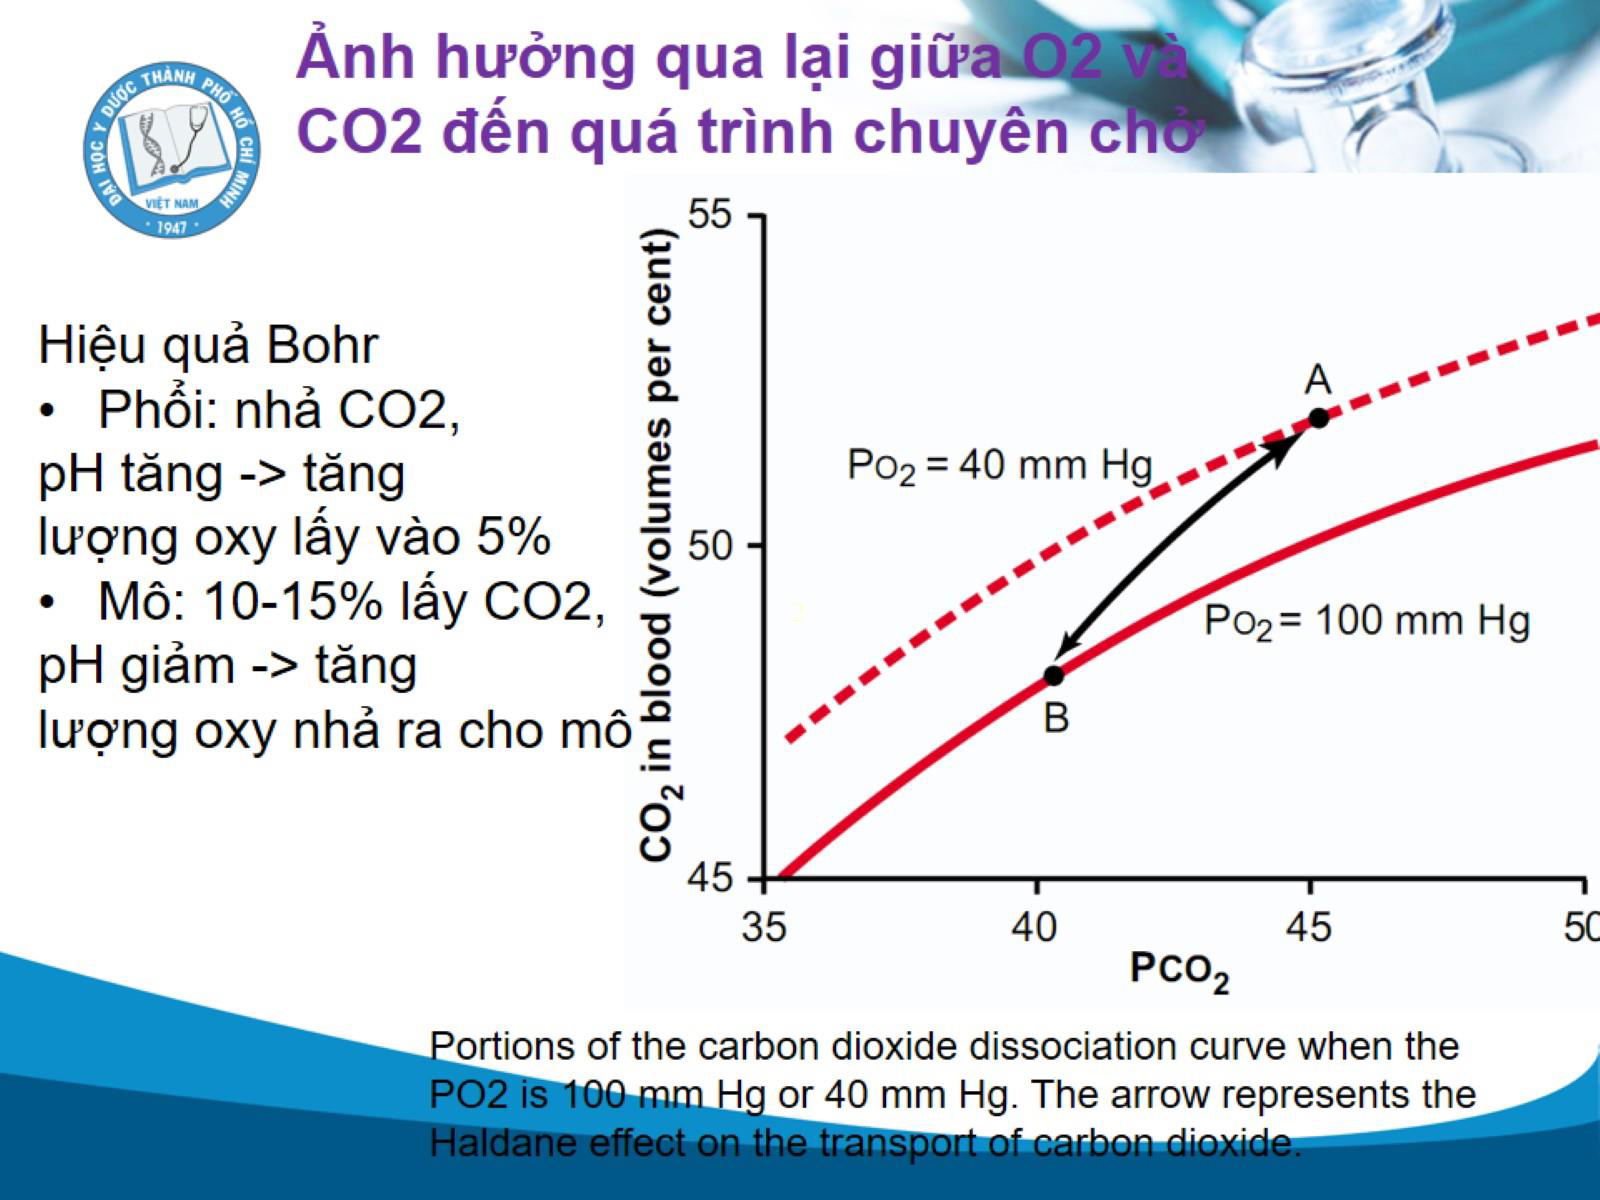 Ảnh hưởng qua lại giữa O2 và
CO2 đến quá trình chuyên chở
ĐẠI HỌC Y DƯỢC THÀNH PHỐ HỒ CHÍ MINH
VIỆT NAM
· 1947 ·
Hiệu quả Bohr
• Phổi: nhả CO2,
pH tăng -> tăng
lượng oxy lấy vào 5%
• Mô: 10-15% lấy CO2,
pH giảm -> tăng
lượng oxy nhả ra cho mô
CO2 in blood (volumes per cent)
55
50
45
A
PO2 = 40 mm Hg
2
PO2 = 100 mm Hg
B
35
40
45
50
PCO2
Portions of the carbon dioxide dissociation curve when the
PO2 is 100 mm Hg or 40 mm Hg. The arrow represents the
Haldane effect on the transport of carbon dioxide.